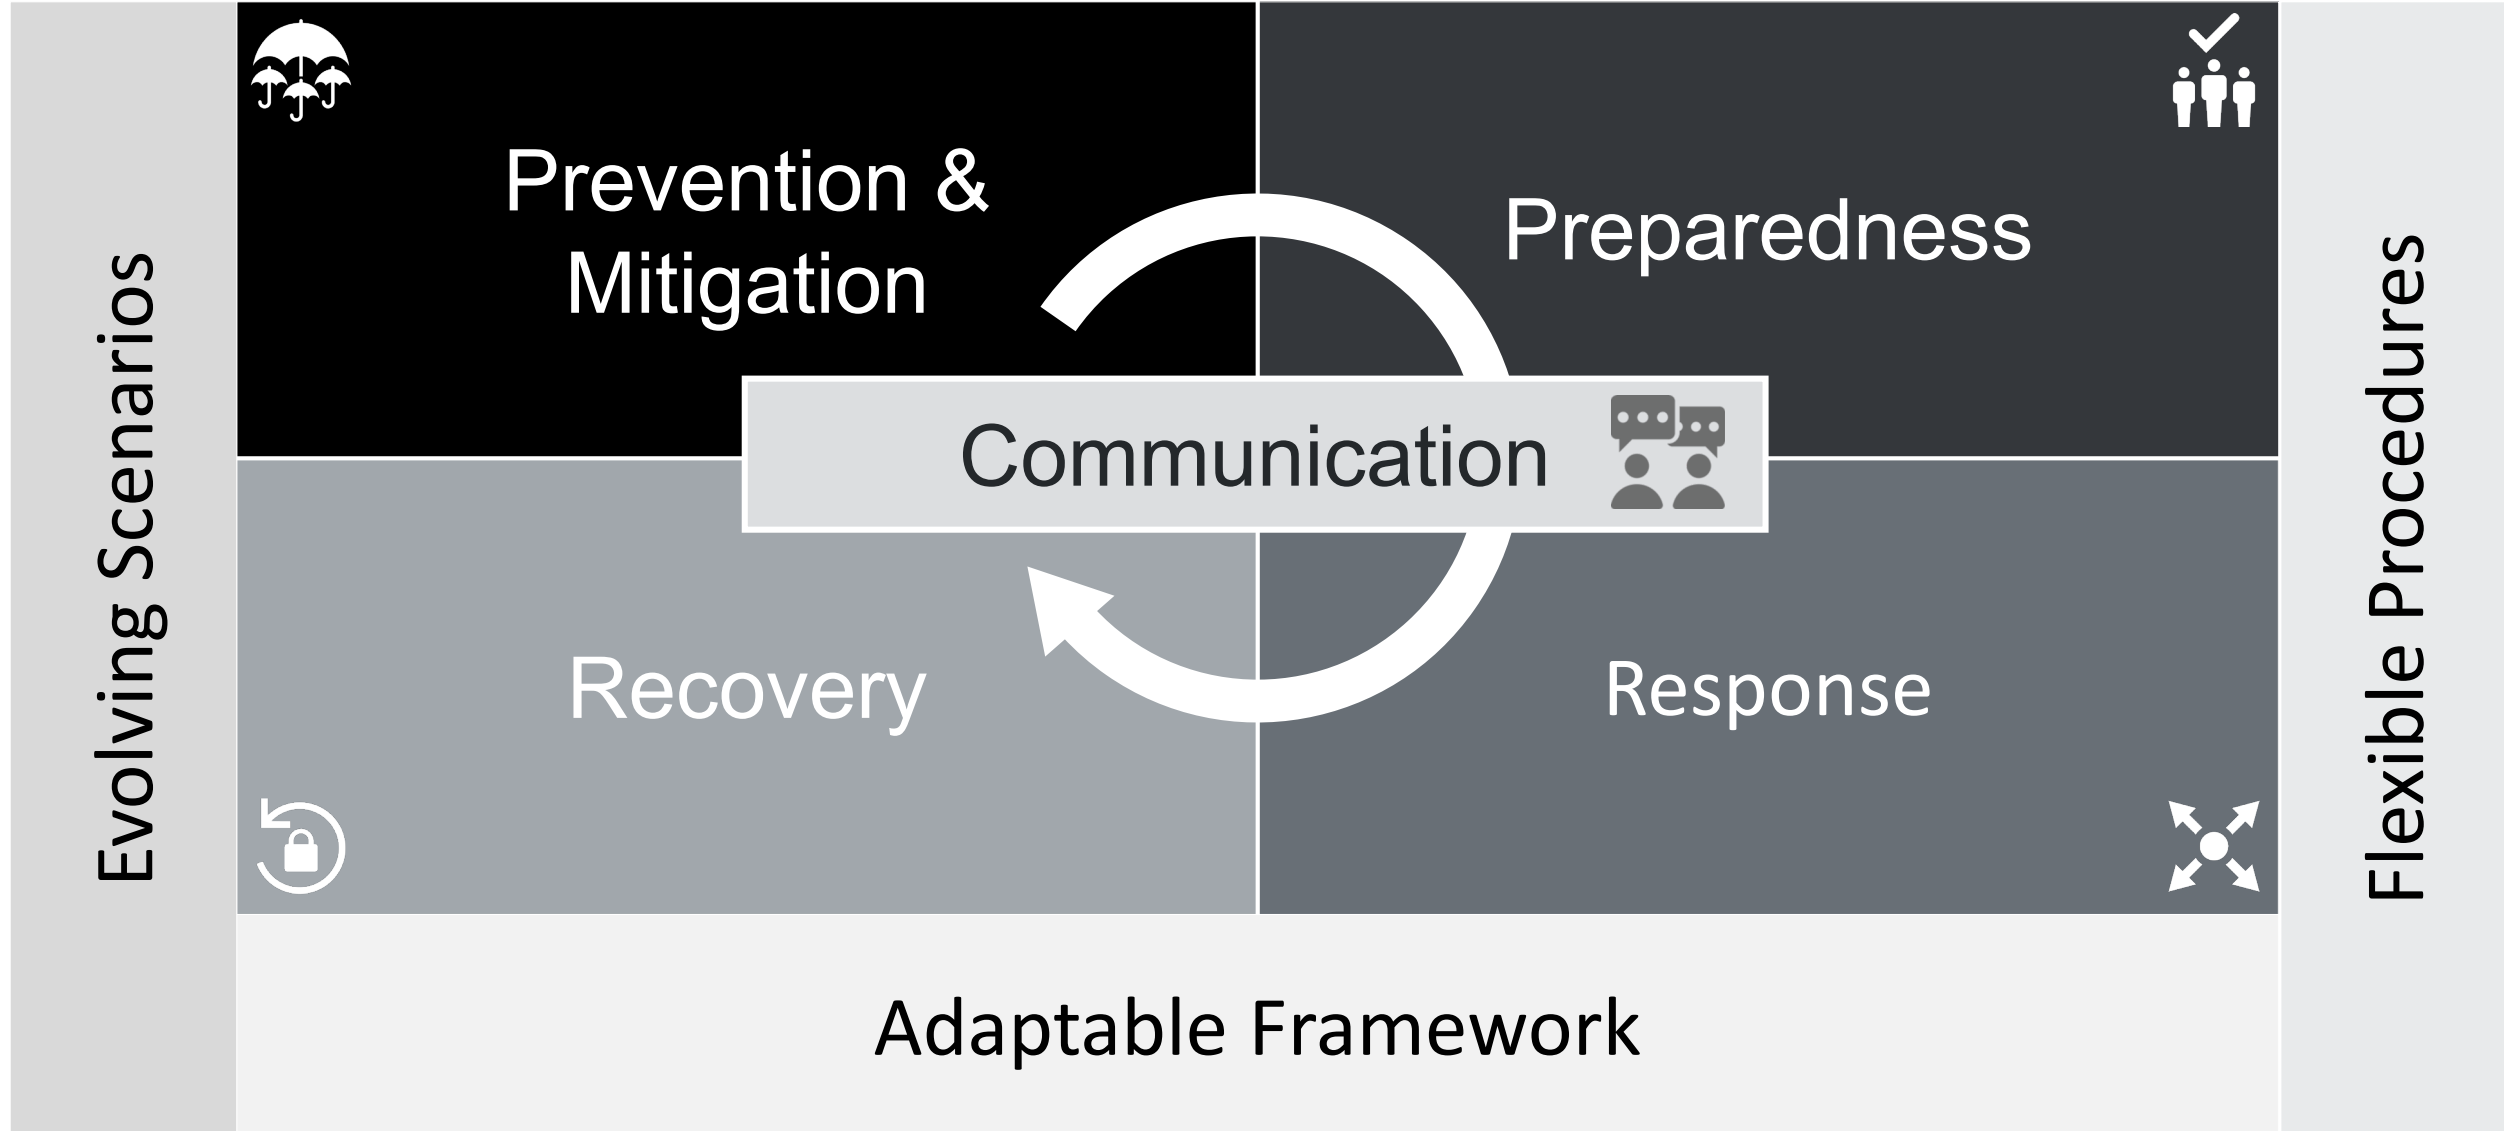 Evolving Scenarios
Prevention &
Mitigation
Preparedness
Communication
Recovery
Response
Flexible Procedures
Adaptable Framework